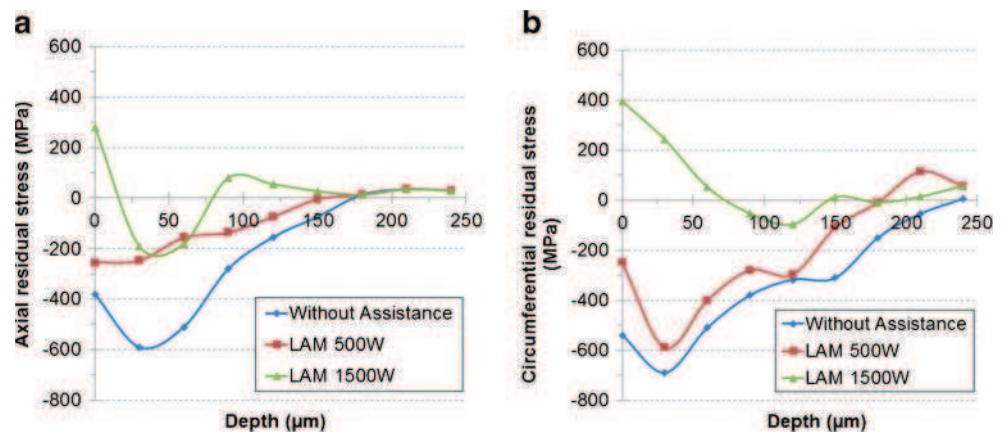 a
Axial residual stress (MPa)
600
400
200
0
-200
-400
-600
-800
0 50 100 150 200 250
Without Assistance
LAM 500W
LAM 1500W
Depth (µm)
b
Circumferential residual stress
(MPa)
600
400
200
0
-200
-400
-600
-800
0 50 100 150 200 250
Without Assistance
LAM 500W
LAM 1500W
Depth (µm)